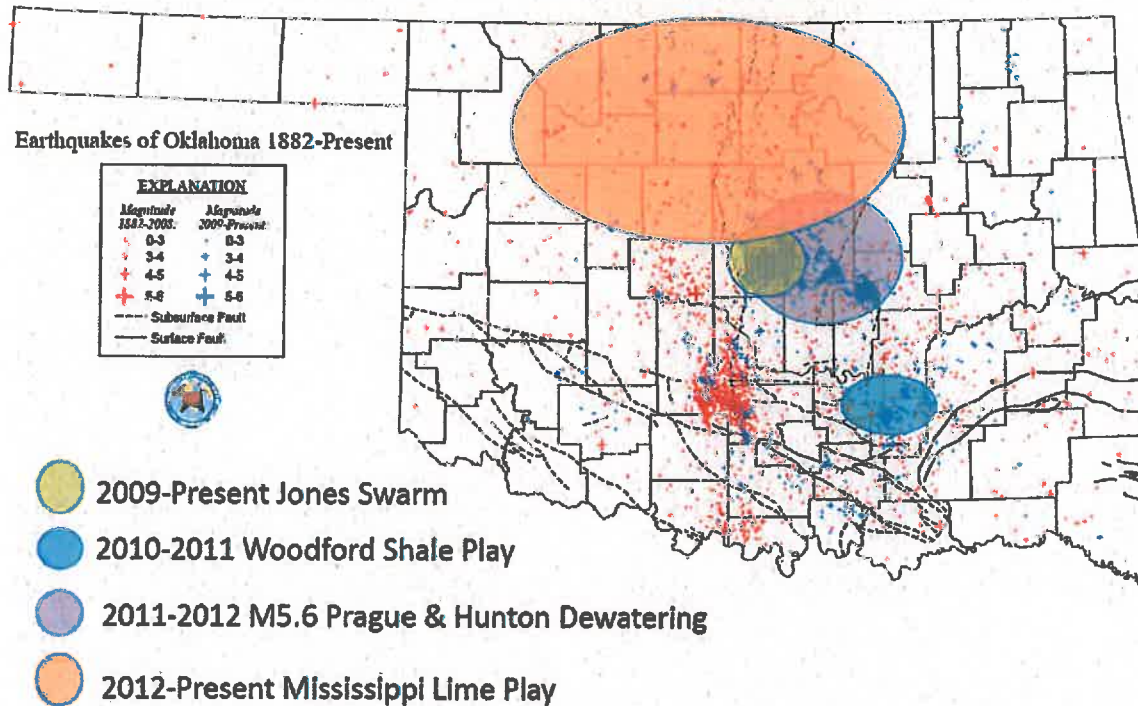 Earthquakes of Oklahoma 1882-Present
EXPLANATION
Magnitude Magnitude
1882-2008: 2009-Present:
0-3 0-3
3-4 3-4
4-5 4-5
5-6 5-6
Subsurface Fault
Surface Fault
2009-Present Jones Swarm
2010-2011 Woodford Shale Play
2011-2012 M5.6 Prague & Hunton Dewatering
2012-Present Mississippi Lime Play